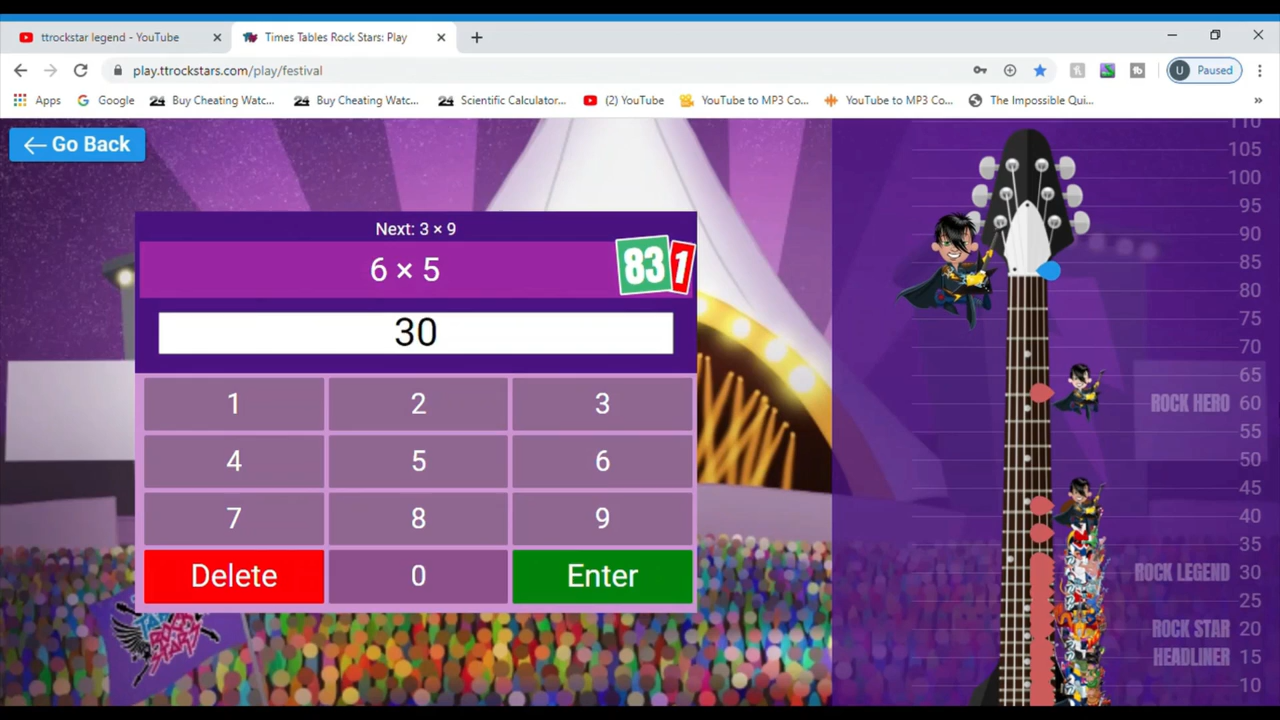 ttrockstar legend - YouTube
Times Tables Rock Stars: Play
play.ttrockstars.com/play/festival
U Paused
Apps
Google
24 Buy Cheating Watc...
24 Buy Cheating Watc...
24 Scientific Calculator...
(2) YouTube
YouTube to MP3 Co...
YouTube to MP3 Co...
The Impossible Qui...
»
Go Back
Next: 3 × 9
6 × 5
83 1
30
1 2 3
4 5 6
7 8 9
Delete 0 Enter
110
105
100
95
90
85
80
75
70
65
ROCK HERO 60
55
50
45
40
35
ROCK LEGEND 30
25
ROCK STAR 20
HEADLINER 15
10